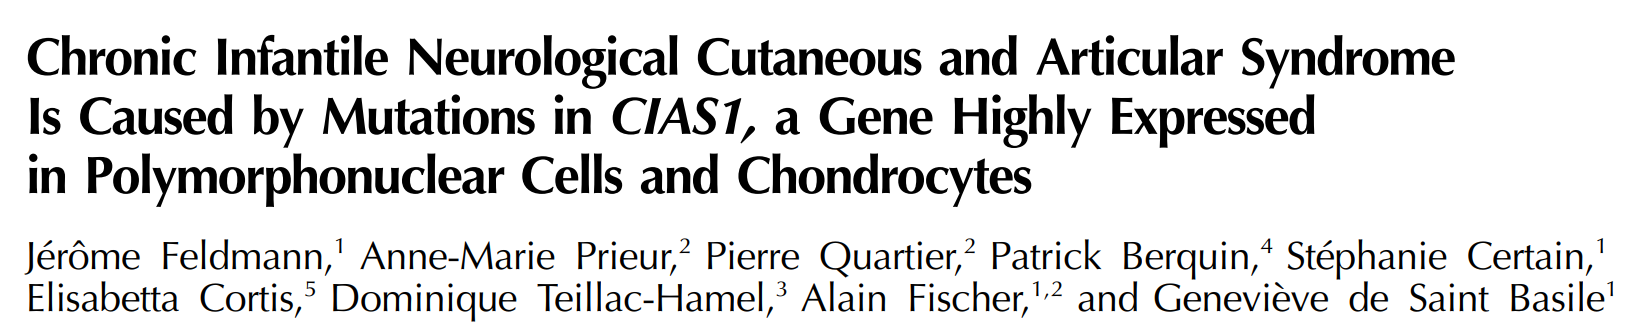 Chronic Infantile Neurological Cutaneous and Articular Syndrome
Is Caused by Mutations in CIAS1, a Gene Highly Expressed
in Polymorphonuclear Cells and Chondrocytes
Jérôme Feldmann,¹ Anne-Marie Prieur,² Pierre Quartier,² Patrick Berquin,⁴ Stéphanie Certain,¹
Elisabetta Cortis,⁵ Dominique Teillac-Hamel,³ Alain Fischer,¹,² and Geneviève de Saint Basile¹